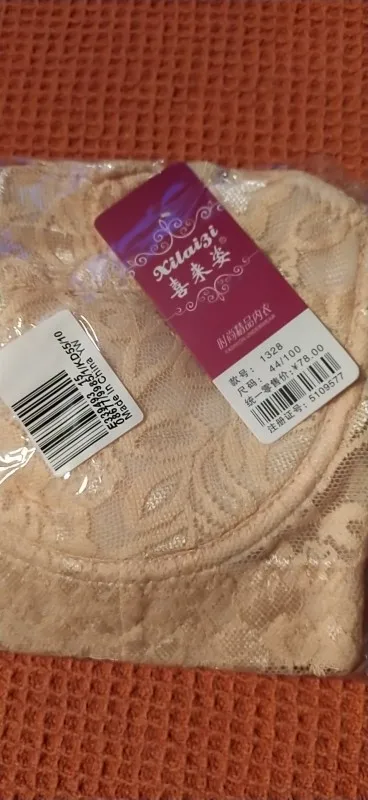 Xilaizi
喜来姿®
时尚精品内衣
款号：1328
尺码：44/100
统一零售价：¥78.00
注册证号：5109577
Made In China
YW